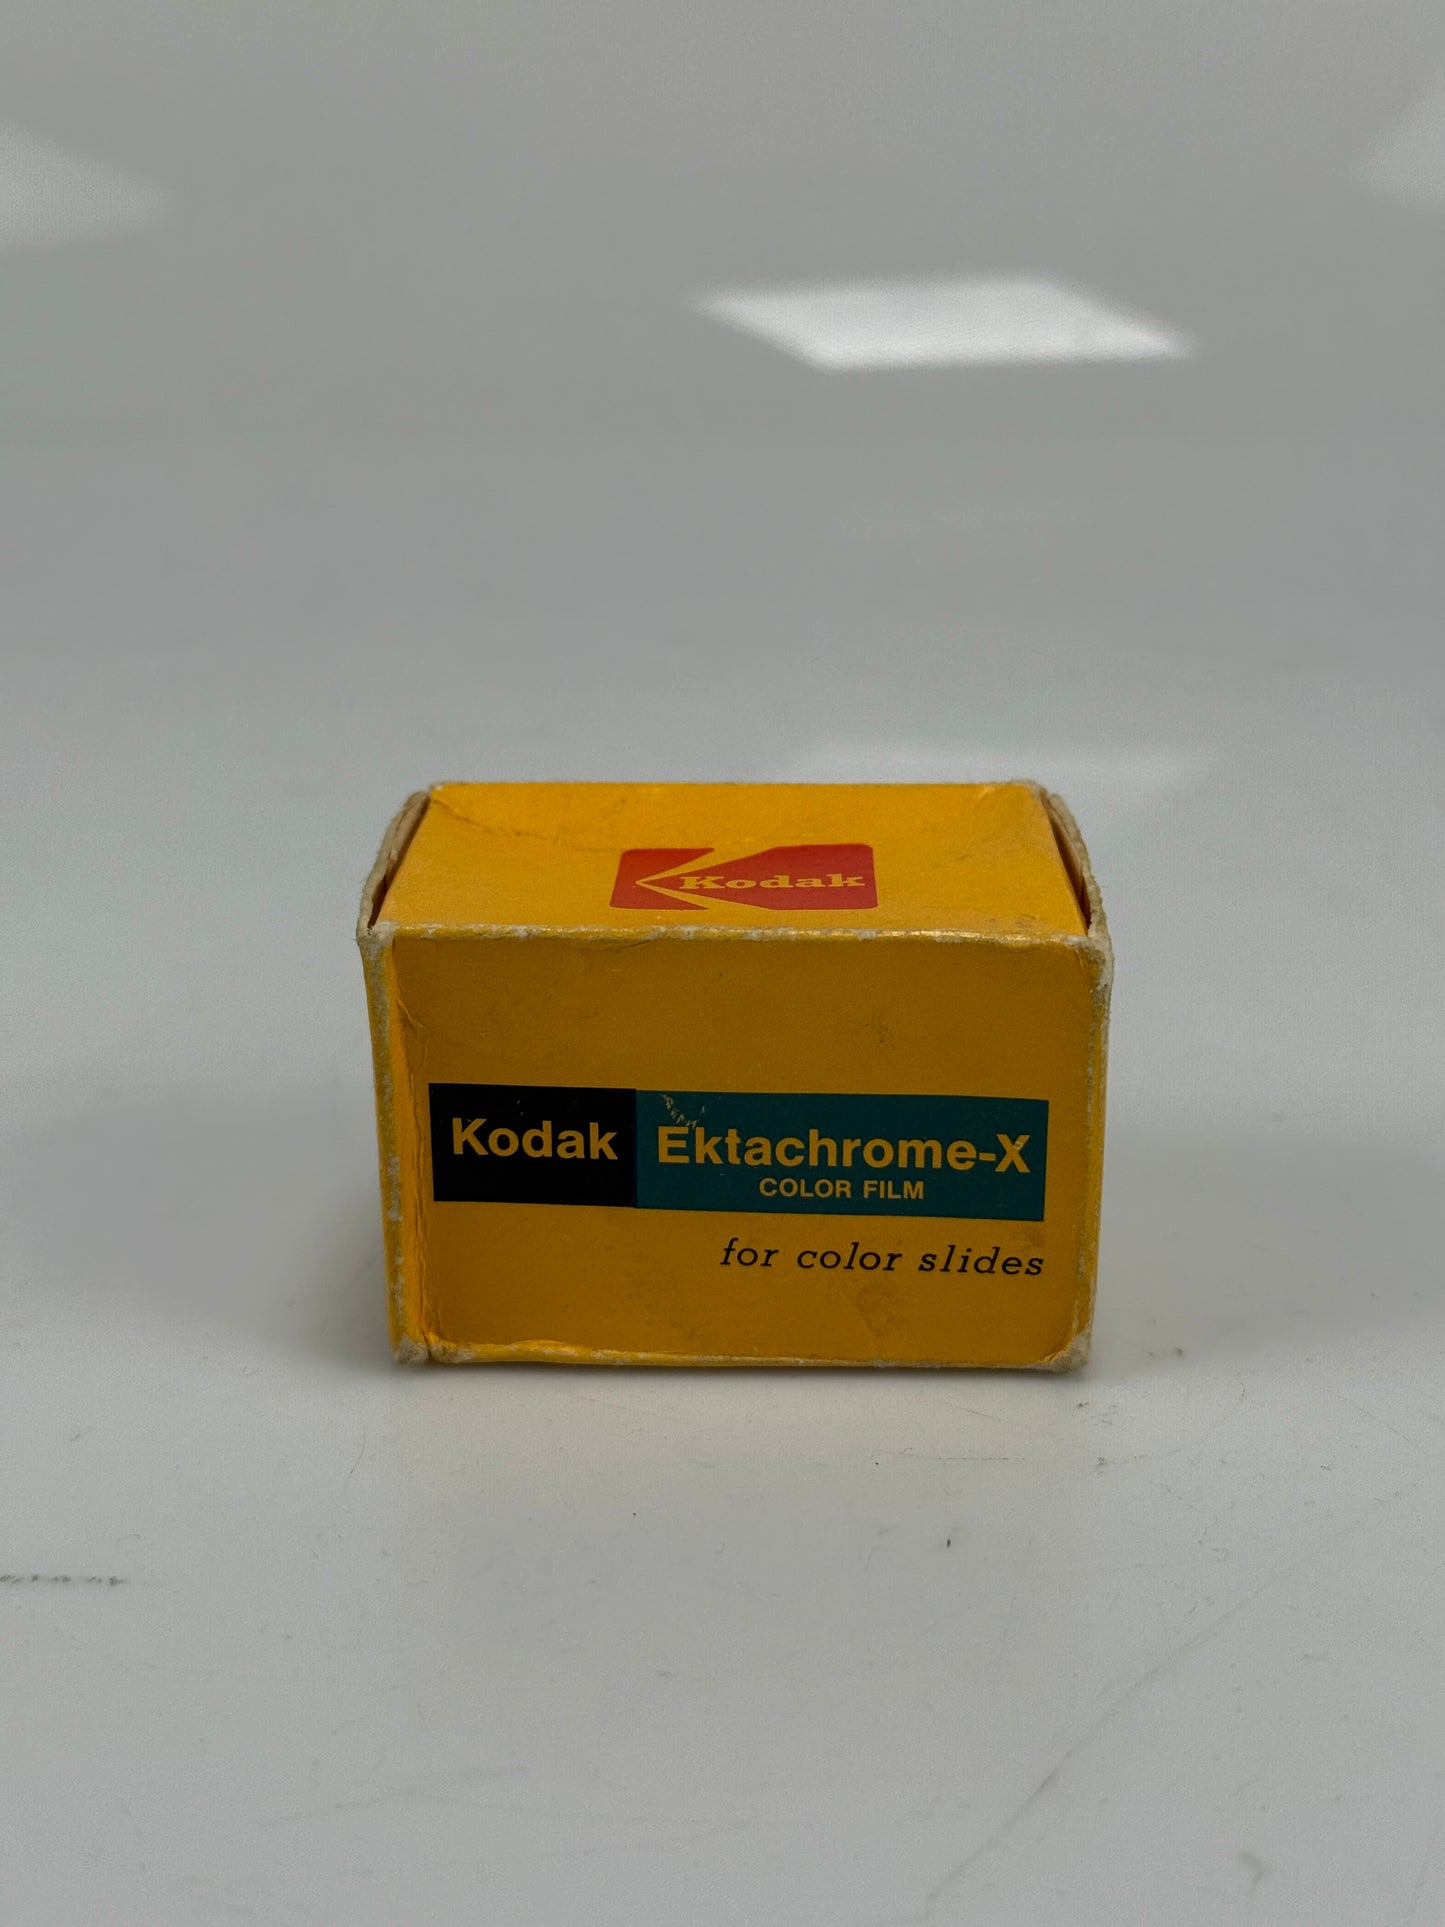 Kodak
Kodak
Ektachrome-X
COLOR FILM
for color slides